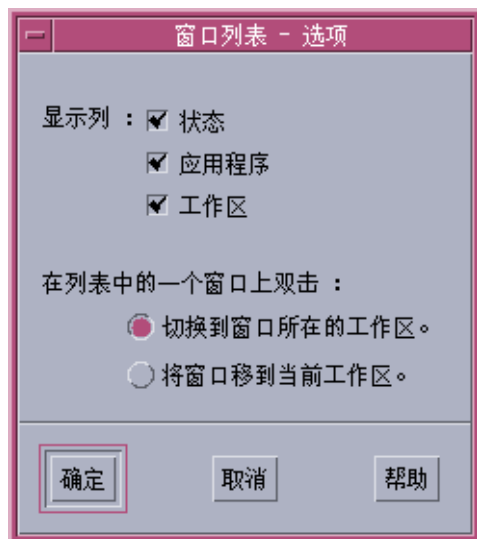 窗口列表 - 选项
显示列 : 状态
应用程序
工作区
在列表中的一个窗口上双击 :
切换到窗口所在的工作区。
将窗口移到当前工作区。
确定 取消 帮助